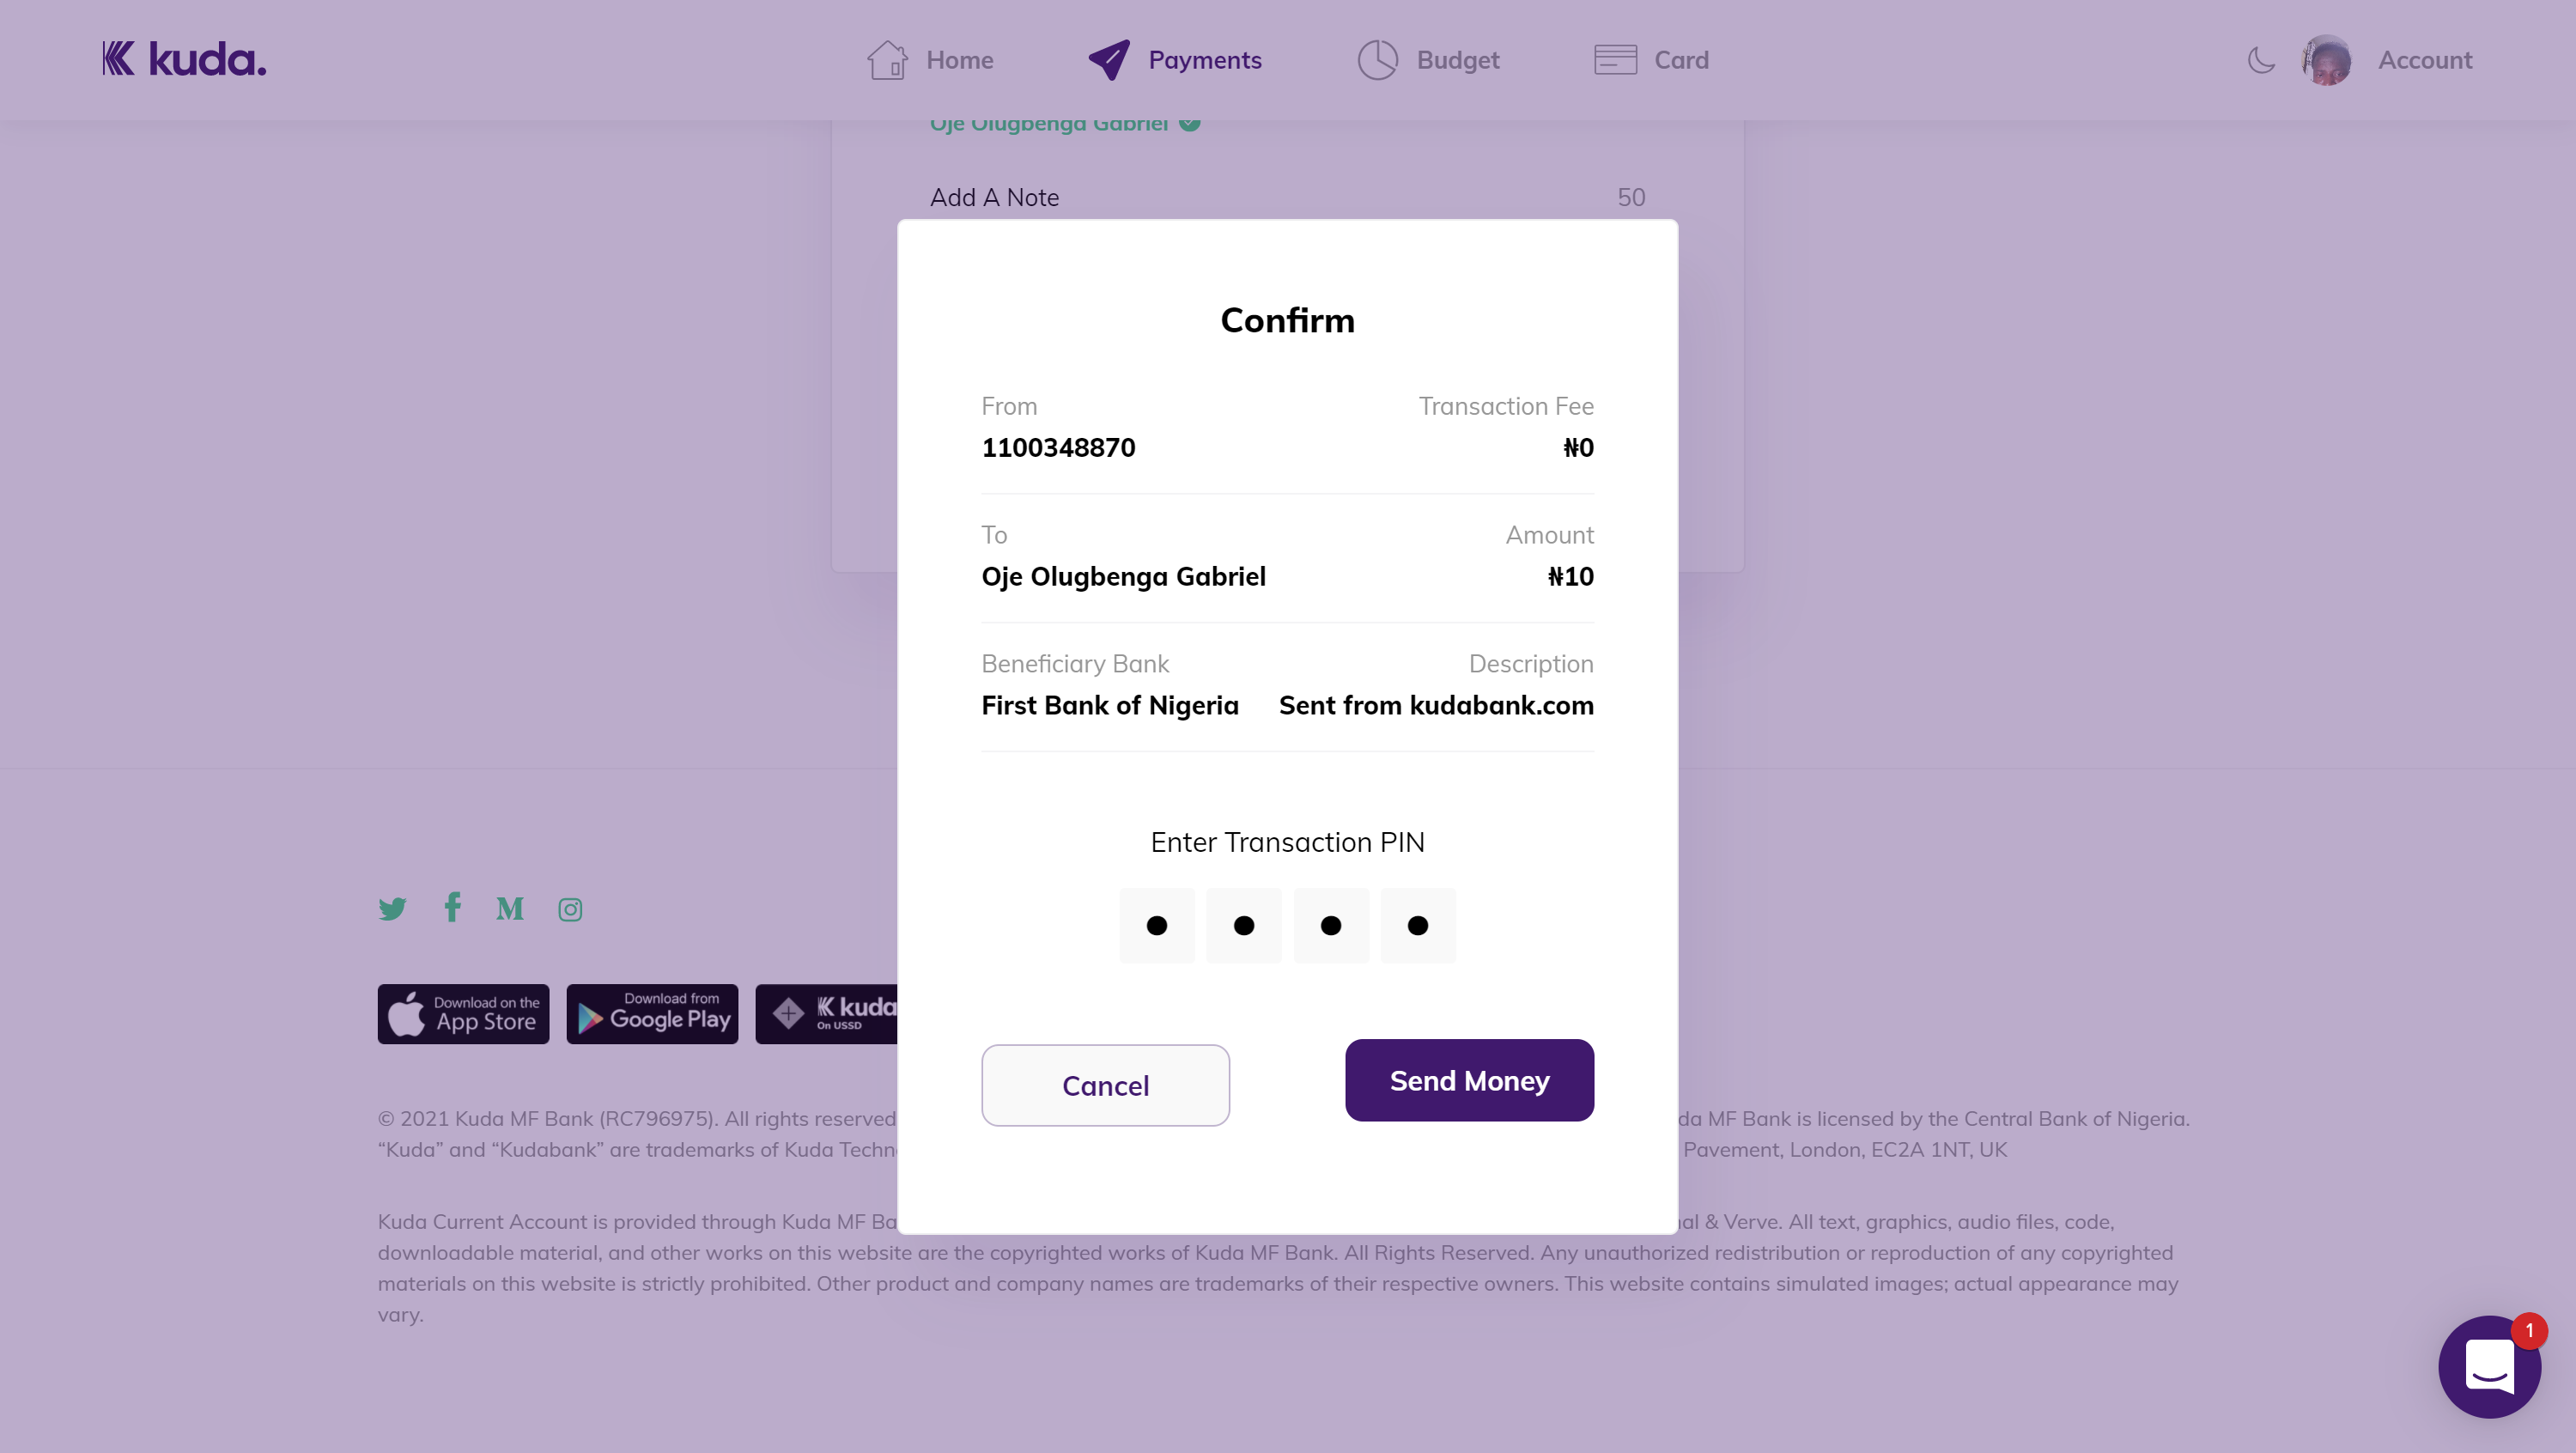 kuda.
Home
Payments
Budget
Card
Account
Oje Olugbenga Gabriel
Add A Note
50
Confirm
From
Transaction Fee
1100348870
₦0
To
Amount
Oje Olugbenga Gabriel
₦10
Beneficiary Bank
Description
First Bank of Nigeria
Sent from kudabank.com
Enter Transaction PIN
Download on the
App Store
Download from
Google Play
kuda
On USSD
Cancel
Send Money
© 2021 Kuda MF Bank (RC796975). All rights reserved
MF Bank is licensed by the Central Bank of Nigeria.
“Kuda” and “Kudabank” are trademarks of Kuda
Pavement, London, EC2A 1NT, UK
Kuda Current Account is provided through Kuda MF
& Verve. All text, graphics, audio files, code,
downloadable material, and other works on this website are the copyrighted works of Kuda MF Bank. All Rights Reserved. Any unauthorized redistribution or reproduction of any copyrighted
materials on this website is strictly prohibited. Other product and company names are trademarks of their respective owners. This website contains simulated images; actual appearance may
vary.
1